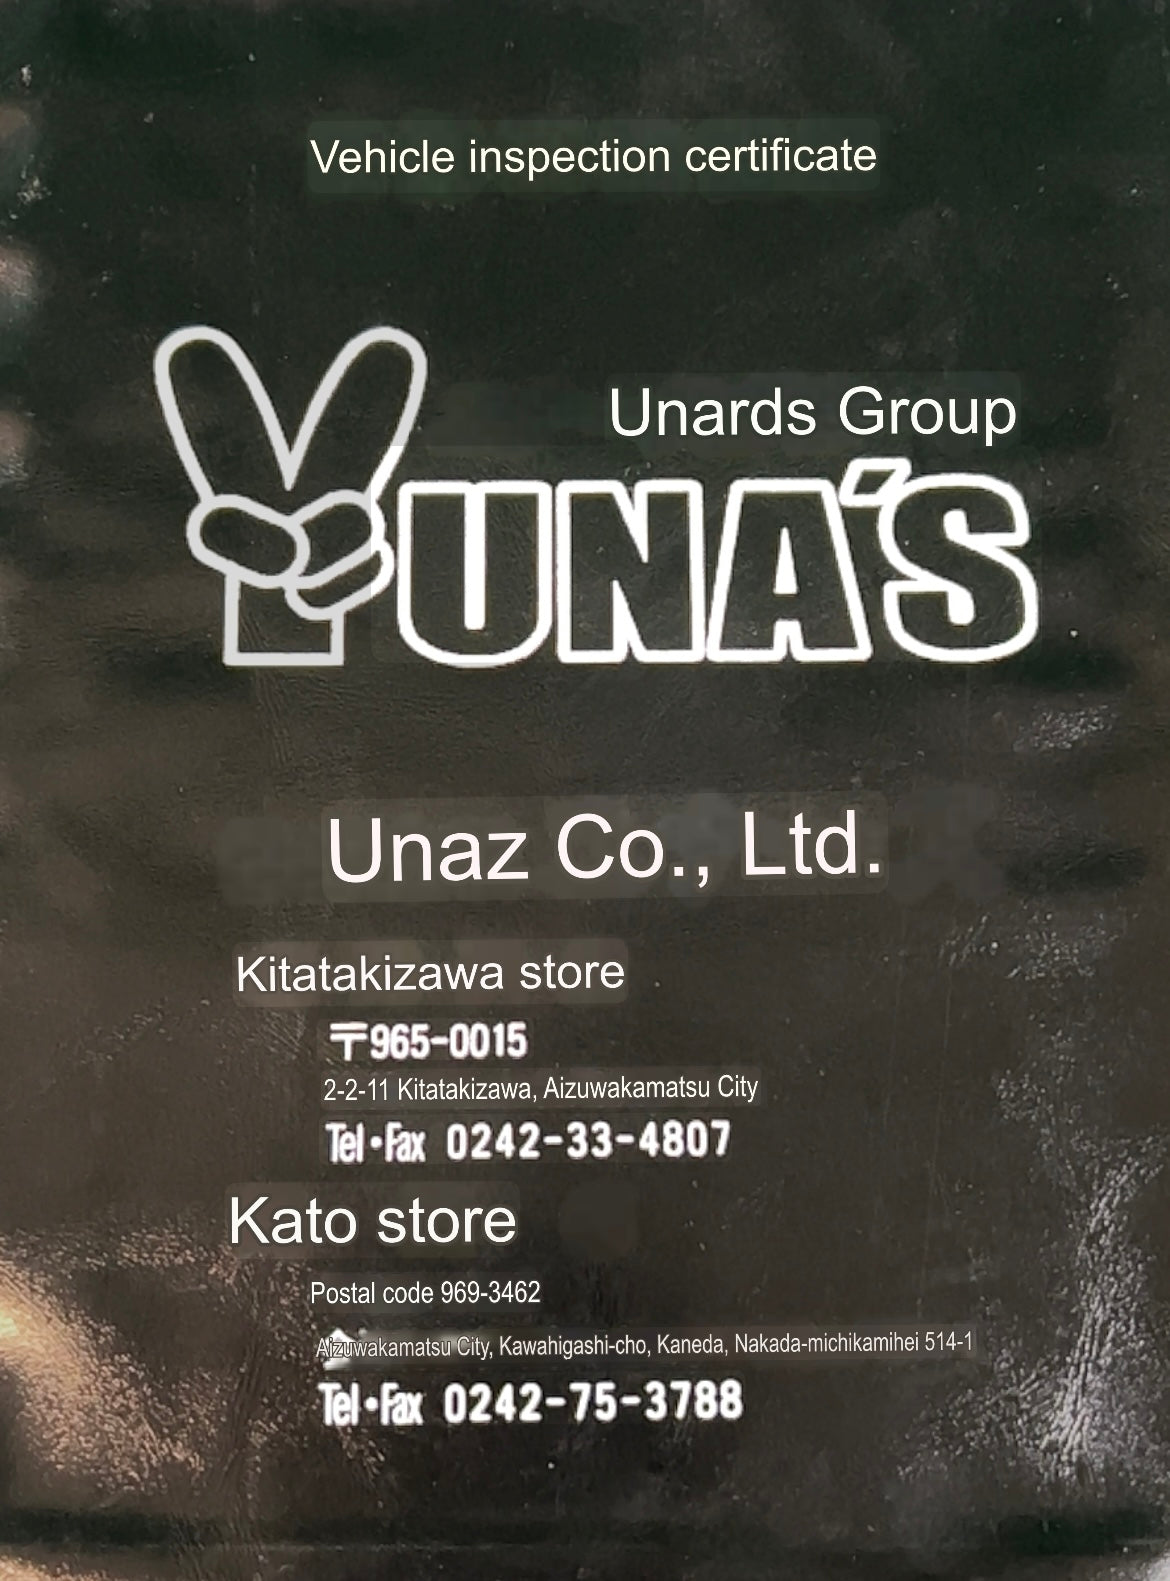 Vehicle inspection certificate
Unards Group
YUNA'S
Unaz Co., Ltd.
Kitatakizawa store
〒965-0015
2-2-11 Kitatakizawa, Aizuwakamatsu City
Tel•Fax 0242-33-4807
Kato store
Postal code 969-3462
Aizuwakamatsu City, Kawahigashi-cho, Kaneda, Nakada-michikamihei 514-1
Tel•Fax 0242-75-3788